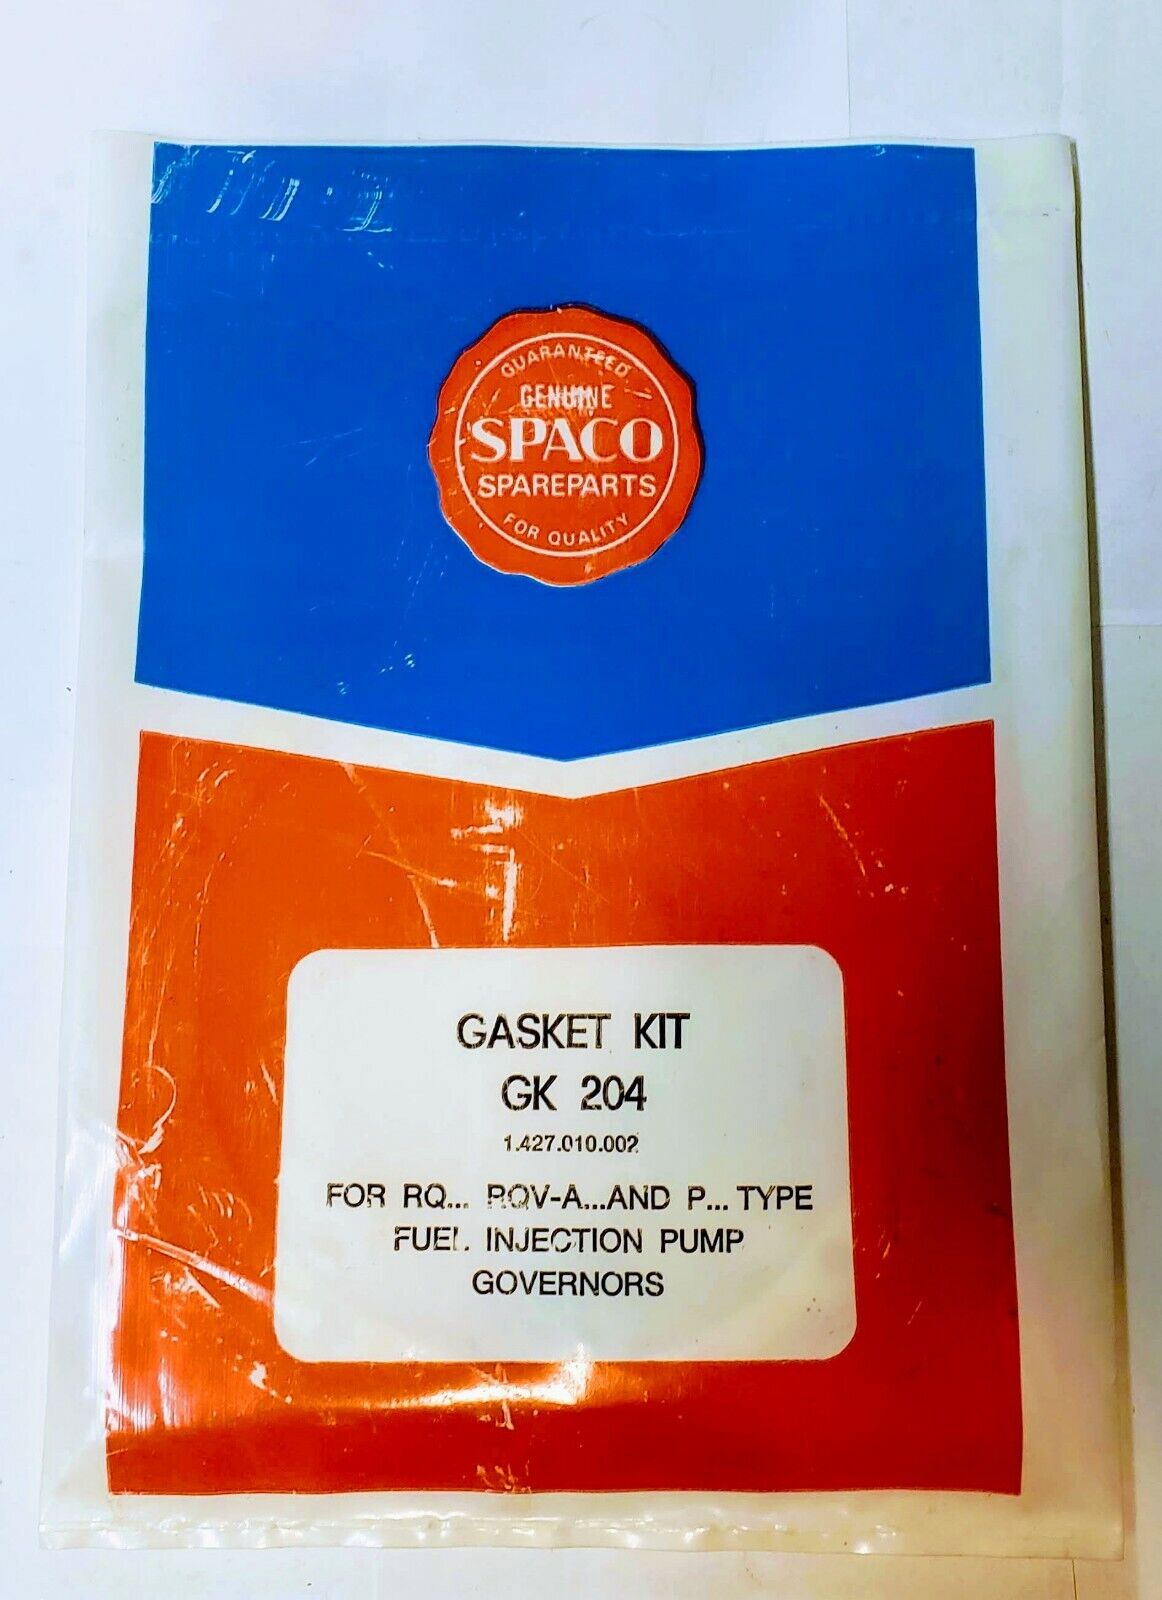 GUARANTEED
GENUINE
SPACO
SPAREPARTS
FOR QUALITY
GASKET KIT
GK 204
1.427.010.002
FOR RQ... RQV-A...AND P... TYPE
FUEL INJECTION PUMP
GOVERNORS